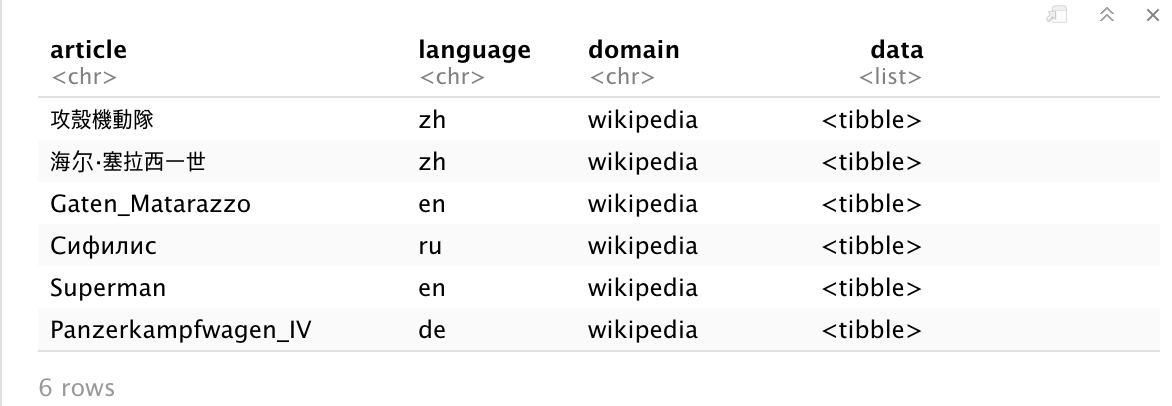 article language domain data
<chr> <chr> <chr> <list>
攻殻機動隊 zh wikipedia <tibble>
海尔·塞拉西一世 zh wikipedia <tibble>
Gaten_Matarazzo en wikipedia <tibble>
Сифилис ru wikipedia <tibble>
Superman en wikipedia <tibble>
Panzerkampfwagen_IV de wikipedia <tibble>
6 rows